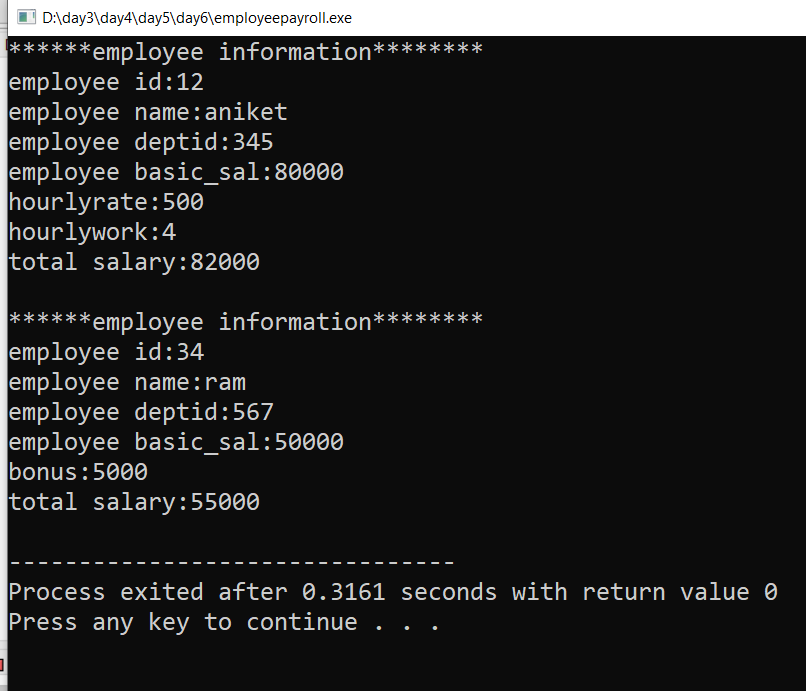 D:\day3\day4\day5\day6\employeepayroll.exe
******employee information********
employee id:12
employee name:aniket
employee deptid:345
employee basic_sal:80000
hourlyrate:500
hourlywork:4
total salary:82000
******employee information********
employee id:34
employee name:ram
employee deptid:567
employee basic_sal:50000
bonus:5000
total salary:55000
--------------------------------
Process exited after 0.3161 seconds with return value 0
Press any key to continue . . .